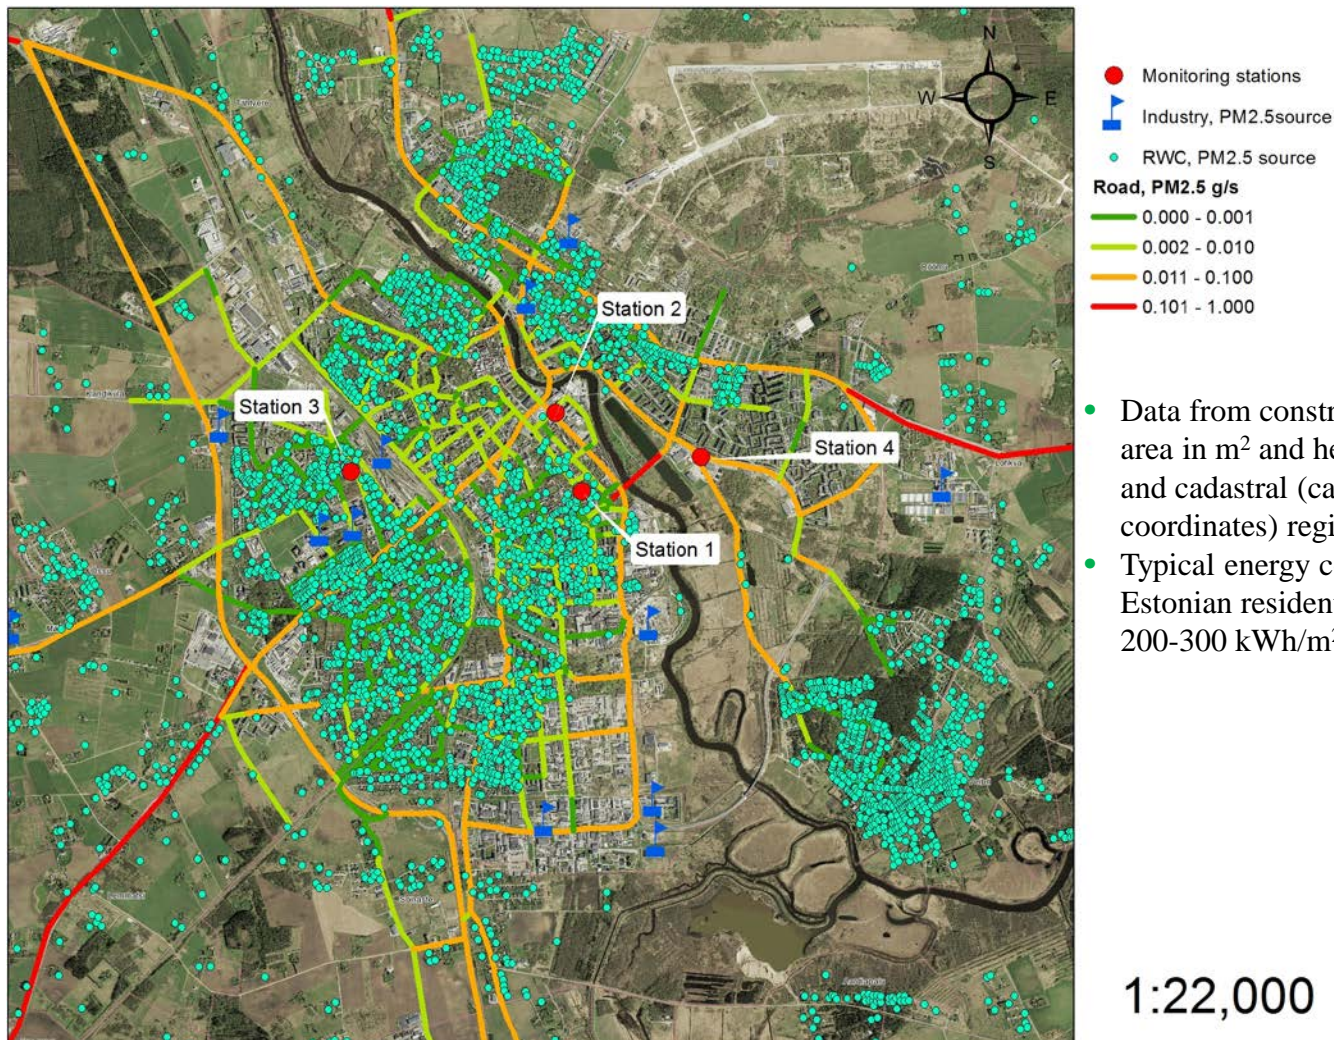 N
W
E
S
Monitoring stations
Industry, PM2.5source
RWC, PM2.5 source
Road, PM2.5 g/s
0.000 - 0.001
0.002 - 0.010
0.011 - 0.100
0.101 - 1.000
Station 2
Station 3
Station 4
Station 1
• Data from constr
area in m² and he
and cadastral (ca
coordinates) regi
• Typical energy c
Estonian residen
200-300 kWh/m²
1:22,000